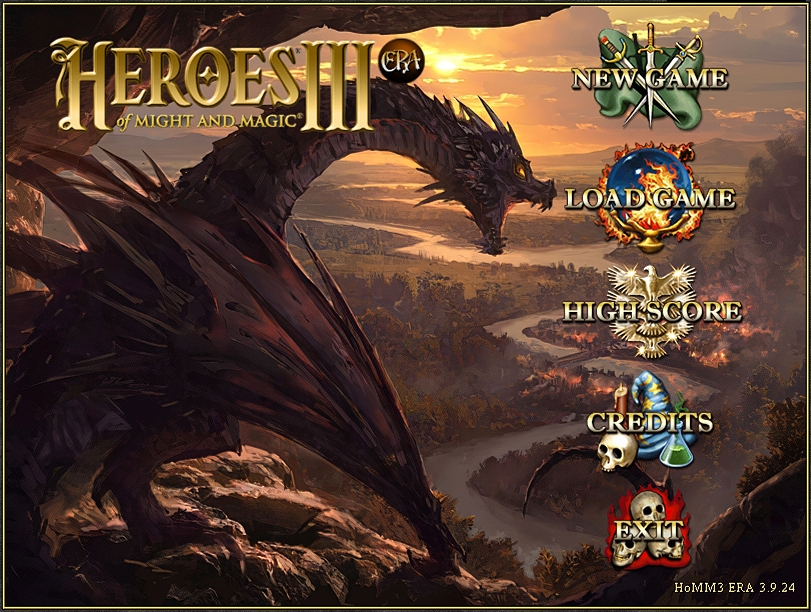 HEROES III ERA
of MIGHT AND MAGIC®
NEW GAME
LOAD GAME
HIGH SCORE
CREDITS
EXIT
HoMM3 ERA 3.9.24